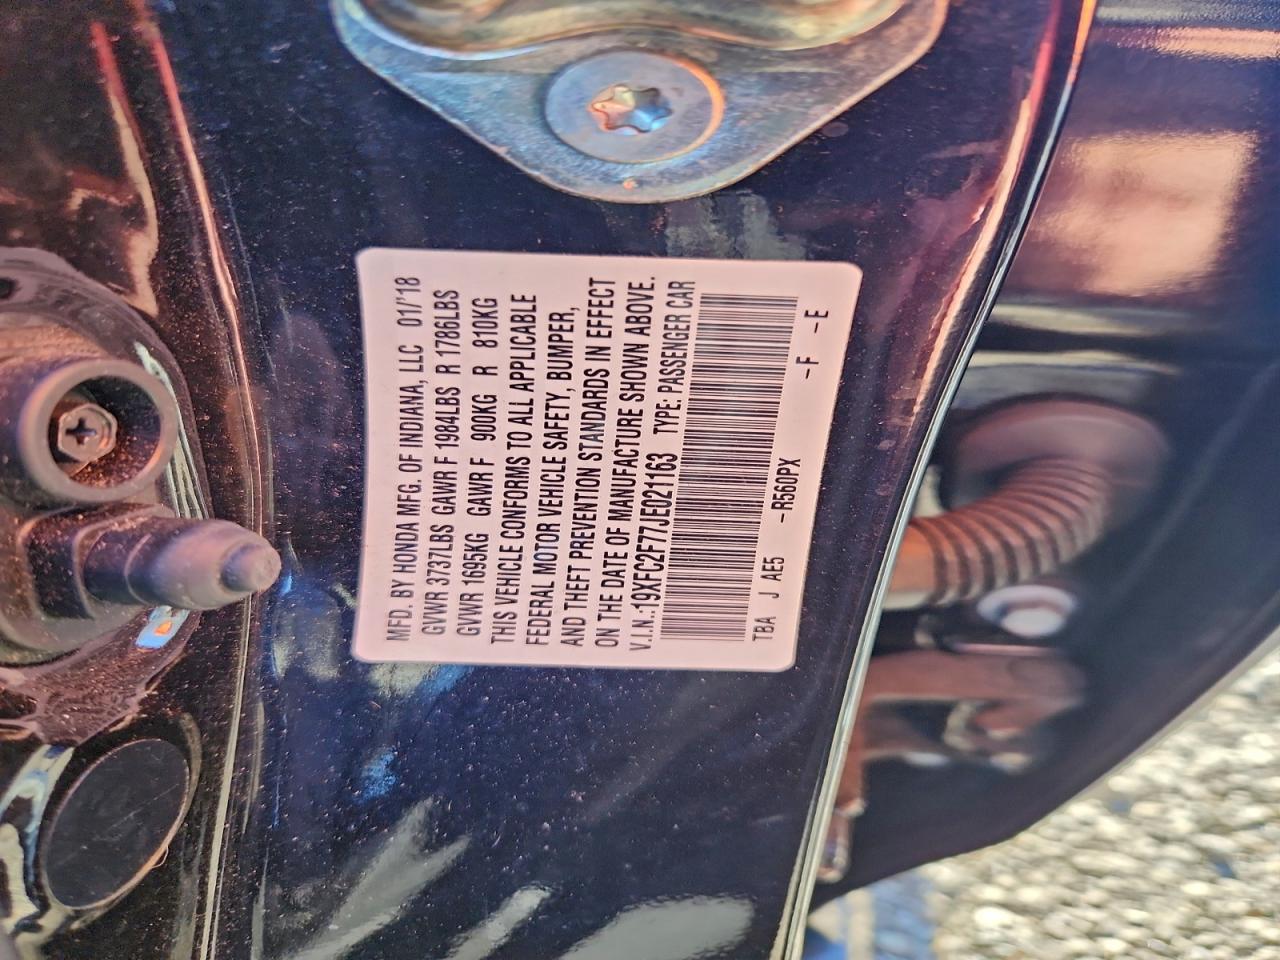 MFD. BY HONDA MFG. OF INDIANA, LLC 01/'18
GVWR 3737LBS GAWR F 1984LBS R 1786LBS
GVWR 1695KG GAWR F 900KG R 810KG
THIS VEHICLE CONFORMS TO ALL APPLICABLE
FEDERAL MOTOR VEHICLE SAFETY, BUMPER,
AND THEFT PREVENTION STANDARDS IN EFFECT
ON THE DATE OF MANUFACTURE SHOWN ABOVE.
V.I.N.:19XFC2F77JE021163 TYPE: PASSENGER CAR
TBA J AE5 -R560PX -F -E